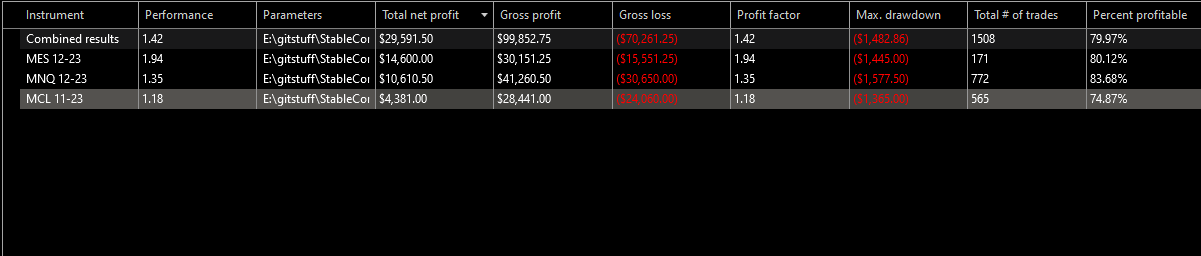 Instrument Performance Parameters Total net profit Gross profit Gross loss Profit factor Max. drawdown Total # of trades Percent profitable
Combined results 1.42 E:\gitstuff\StableCor $29,591.50 $99,852.75 ($70,261.25) 1.42 ($1,482.86) 1508 79.97%
MES 12-23 1.94 E:\gitstuff\StableCor $14,600.00 $30,151.25 ($15,551.25) 1.94 ($1,445.00) 171 80.12%
MNQ 12-23 1.35 E:\gitstuff\StableCor $10,610.50 $41,260.50 ($30,650.00) 1.35 ($1,577.50) 772 83.68%
MCL 11-23 1.18 E:\gitstuff\StableCor $4,381.00 $28,441.00 ($24,060.00) 1.18 ($1,365.00) 565 74.87%